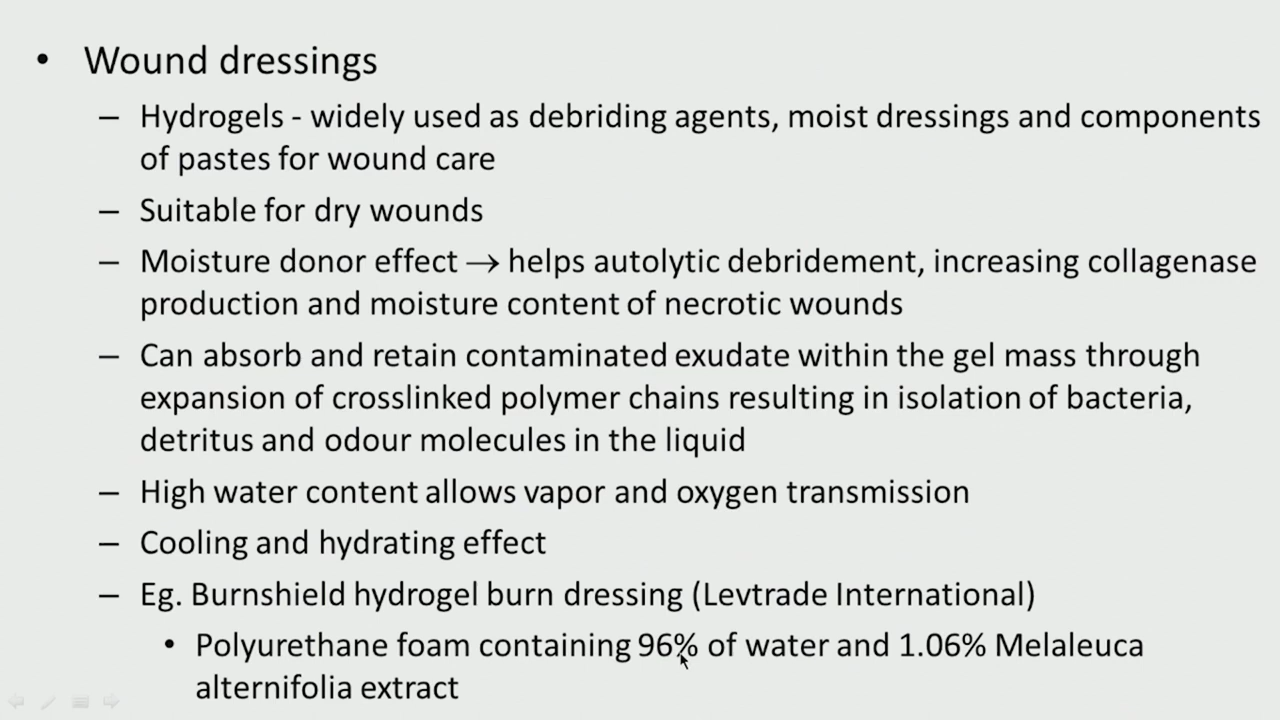 • Wound dressings
– Hydrogels - widely used as debriding agents, moist dressings and components
of pastes for wound care
– Suitable for dry wounds
– Moisture donor effect → helps autolytic debridement, increasing collagenase
production and moisture content of necrotic wounds
– Can absorb and retain contaminated exudate within the gel mass through
expansion of crosslinked polymer chains resulting in isolation of bacteria,
detritus and odour molecules in the liquid
– High water content allows vapor and oxygen transmission
– Cooling and hydrating effect
– Eg. Burnshield hydrogel burn dressing (Levtrade International)
• Polyurethane foam containing 96% of water and 1.06% Melaleuca
alternifolia extract